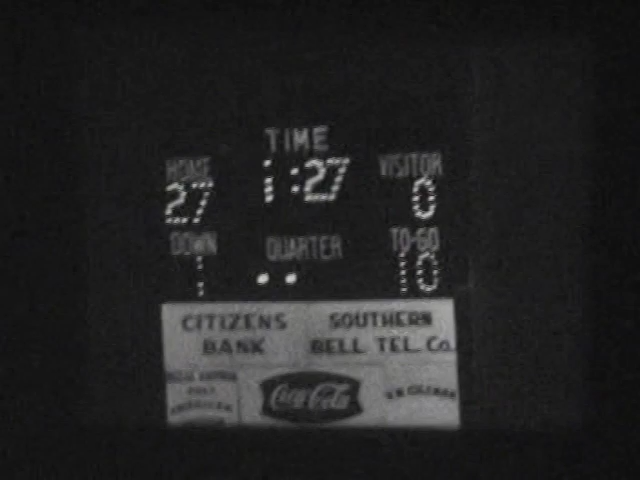 TIME
HOME 1:27 VISITOR
27 0
DOWN QUARTER TO-GO
1 •• 10
CITIZENS BANK
SOUTHERN BELL TEL. Co.
Coca-Cola